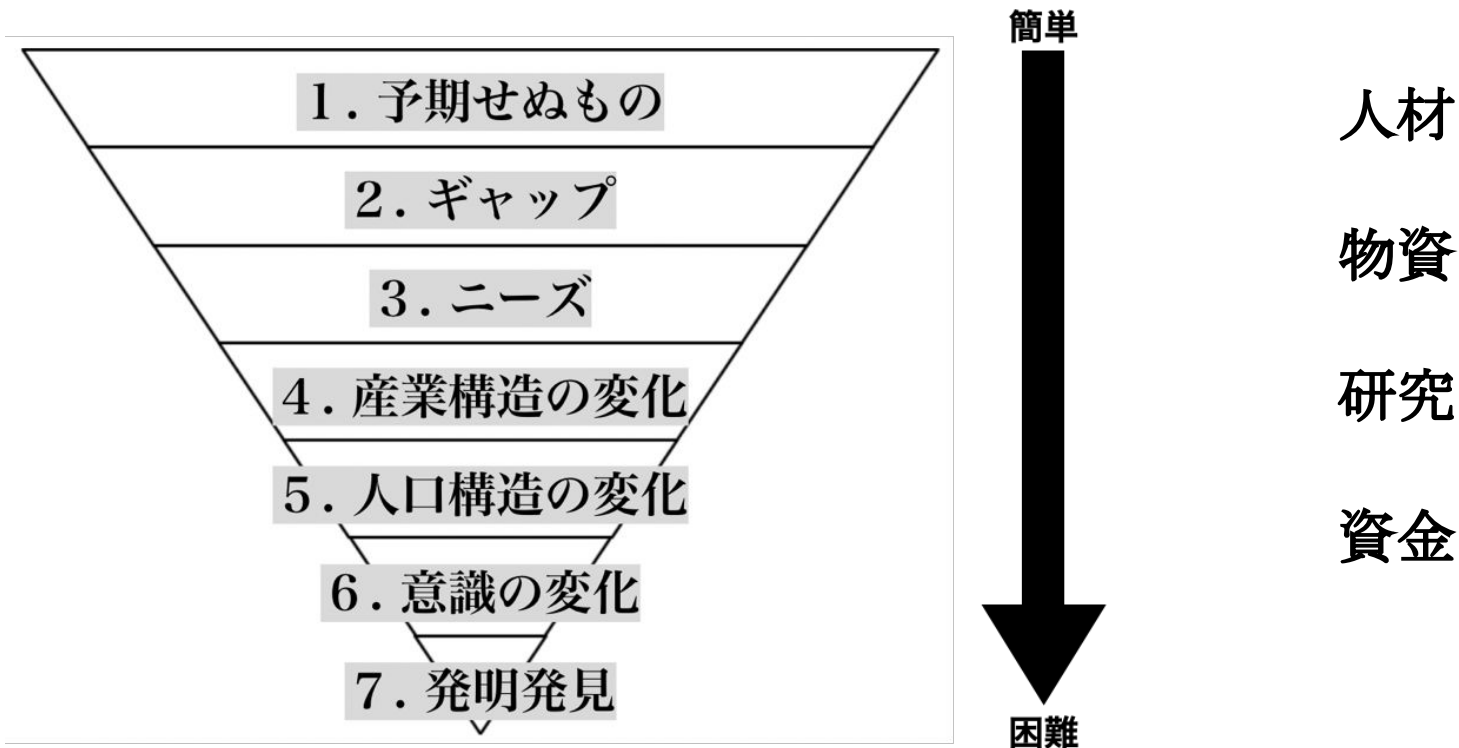 1. 予期せぬもの
2. ギャップ
3. ニーズ
4. 産業構造の変化
5. 人口構造の変化
6. 意識の変化
7. 発明発見
簡単
困難
人材
物資
研究
資金